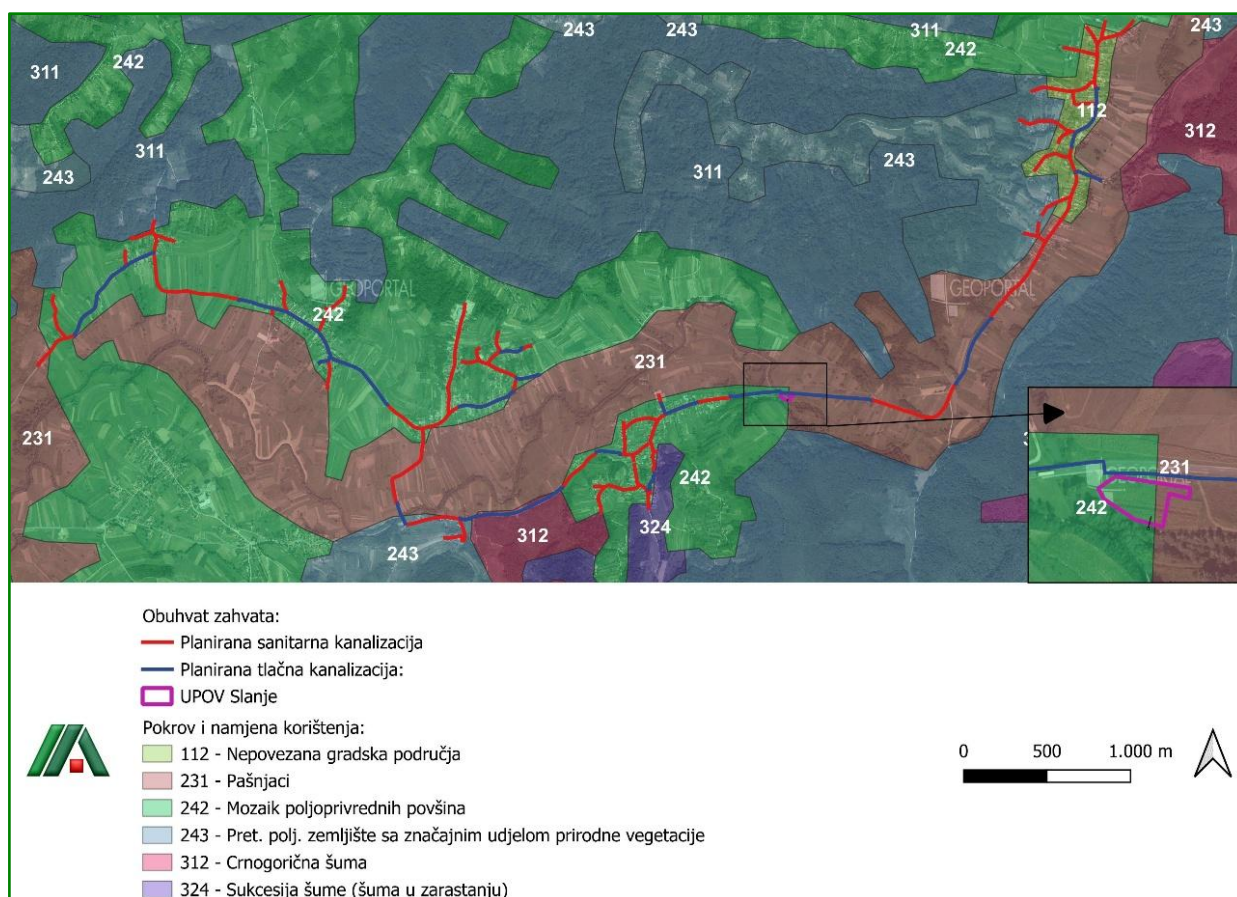 243
243
311
243
242
242
311
112
312
311
243
311
243
GEOPORTAL
GEOPORTAL
242
231
231
231
242
242
324
312
243
GEOPORTAL
Obuhvat zahvata:
Planirana sanitarna kanalizacija
Planirana tlačna kanalizacija:
UPOV Slanje
Pokrov i namjena korištenja:
112 - Nepovezana gradska područja
231 - Pašnjaci
242 - Mozaik poljoprivrednih povšina
243 - Pret. polj. zemljište sa značajnim udjelom prirodne vegetacije
312 - Crnogorična šuma
324 - Sukcesija šume (šuma u zarastanju)
0 500 1.000 m